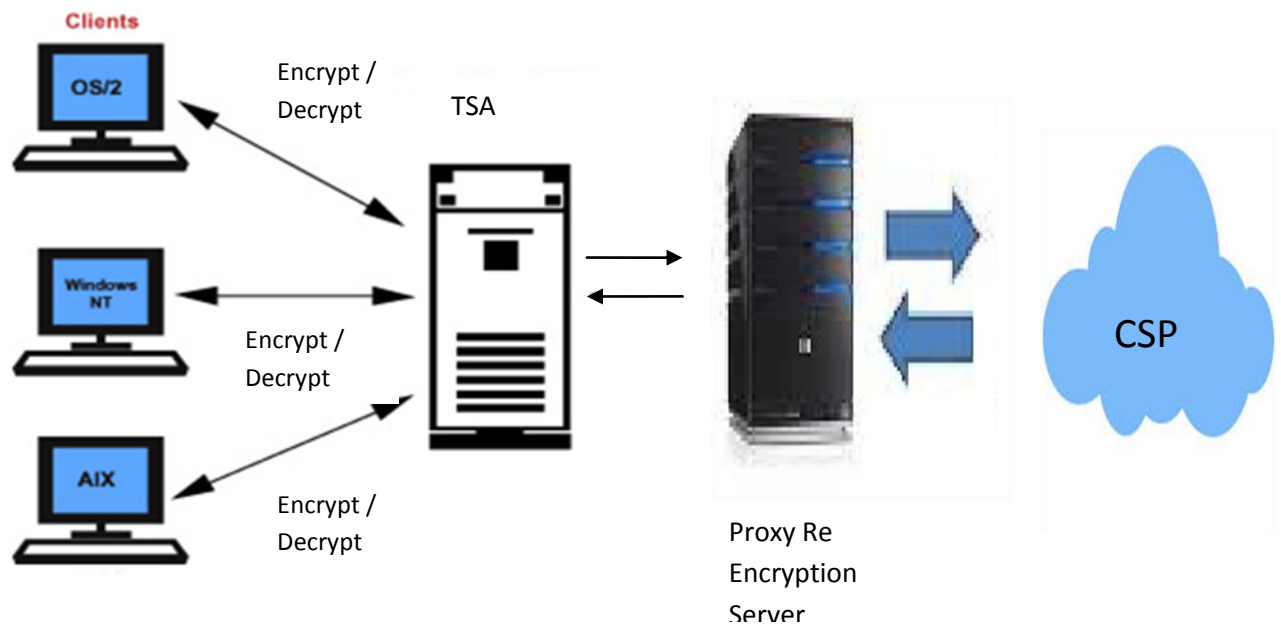 Clients
OS/2
Encrypt /
Decrypt
TSA
Windows
NT
Encrypt /
Decrypt
CSP
AIX
Encrypt /
Decrypt
Proxy Re
Encryption
Server